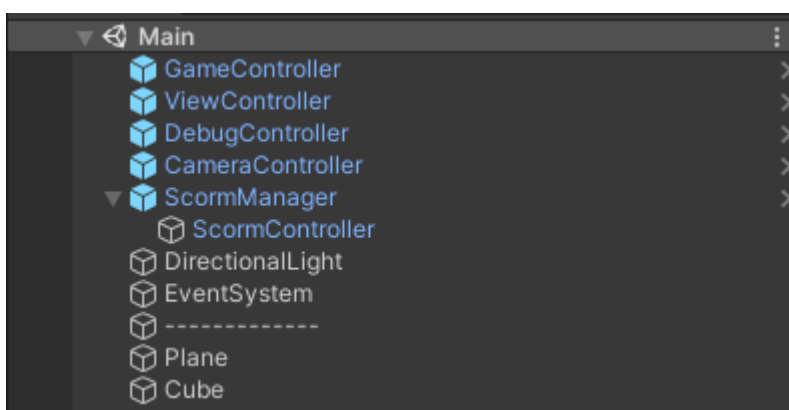 Main
GameController
ViewController
DebugController
CameraController
ScormManager
ScormController
DirectionalLight
EventSystem
-------------
Plane
Cube